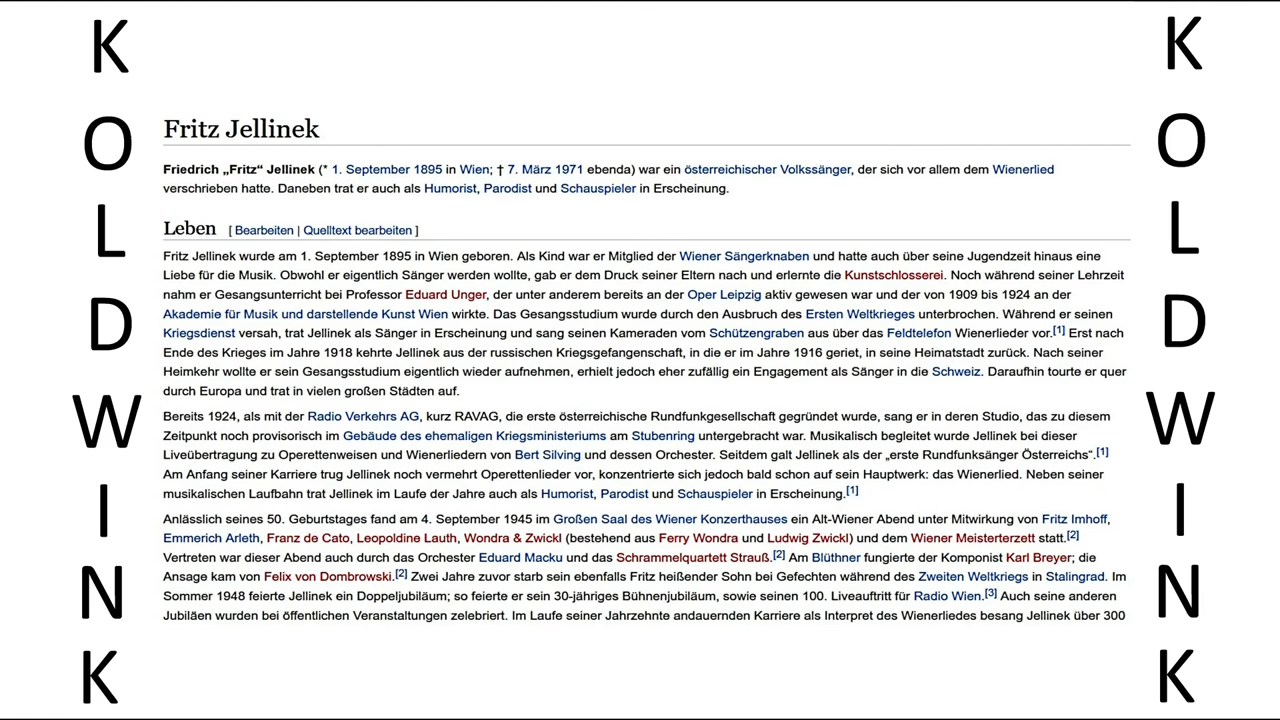 K
O
L
D
W
I
N
K
Fritz Jellinek
Friedrich „Fritz“ Jellinek (* 1. September 1895 in Wien; † 7. März 1971 ebenda) war ein österreichischer Volkssänger, der sich vor allem dem Wienerlied
verschrieben hatte. Daneben trat er auch als Humorist, Parodist und Schauspieler in Erscheinung.
Leben [ Bearbeiten | Quelltext bearbeiten ]
Fritz Jellinek wurde am 1. September 1895 in Wien geboren. Als Kind war er Mitglied der Wiener Sängerknaben und hatte auch über seine Jugendzeit hinaus eine
Liebe für die Musik. Obwohl er eigentlich Sänger werden wollte, gab er dem Druck seiner Eltern nach und erlernte die Kunstschlosserei. Noch während seiner Lehrzeit
nahm er Gesangsunterricht bei Professor Eduard Unger, der unter anderem bereits an der Oper Leipzig aktiv gewesen war und der von 1909 bis 1924 an der
Akademie für Musik und darstellende Kunst Wien wirkte. Das Gesangsstudium wurde durch den Ausbruch des Ersten Weltkrieges unterbrochen. Während er seinen
Kriegsdienst versah, trat Jellinek als Sänger in Erscheinung und sang seinen Kameraden vom Schützengraben aus über das Feldtelefon Wienerlieder vor.[1] Erst nach
Ende des Krieges im Jahre 1918 kehrte Jellinek aus der russischen Kriegsgefangenschaft, in die er im Jahre 1916 geriet, in seine Heimatstadt zurück. Nach seiner
Heimkehr wollte er sein Gesangsstudium eigentlich wieder aufnehmen, erhielt jedoch eher zufällig ein Engagement als Sänger in die Schweiz. Daraufhin tourte er quer
durch Europa und trat in vielen großen Städten auf.
Bereits 1924, als mit der Radio Verkehrs AG, kurz RAVAG, die erste österreichische Rundfunkgesellschaft gegründet wurde, sang er in deren Studio, das zu diesem
Zeitpunkt noch provisorisch im Gebäude des ehemaligen Kriegsministeriums am Stubenring untergebracht war. Musikalisch begleitet wurde Jellinek bei dieser
Liveübertragung zu Operettenweisen und Wienerliedern von Bert Silving und dessen Orchester. Seitdem galt Jellinek als der „erste Rundfunksänger Österreichs“.[1]
Am Anfang seiner Karriere trug Jellinek noch vermehrt Operettenlieder vor, konzentrierte sich jedoch bald schon auf sein Hauptwerk: das Wienerlied. Neben seiner
musikalischen Laufbahn trat Jellinek im Laufe der Jahre auch als Humorist, Parodist und Schauspieler in Erscheinung.[1]
Anlässlich seines 50. Geburtstages fand am 4. September 1945 im Großen Saal des Wiener Konzerthauses ein Alt-Wiener Abend unter Mitwirkung von Fritz Imhoff,
Emmerich Arleth, Franz de Cato, Leopoldine Lauth, Wondra & Zwickl (bestehend aus Ferry Wondra und Ludwig Zwickl) und dem Wiener Meisterterzett statt.[2]
Vertreten war dieser Abend auch durch das Orchester Eduard Macku und das Schrammelquartett Strauß.[2] Am Blüthner fungierte der Komponist Karl Breyer; die
Ansage kam von Felix von Dombrowski.[2] Zwei Jahre zuvor starb sein ebenfalls Fritz heißender Sohn bei Gefechten während des Zweiten Weltkriegs in Stalingrad. Im
Sommer 1948 feierte Jellinek ein Doppeljubiläum; so feierte er sein 30-jähriges Bühnenjubiläum, sowie seinen 100. Liveauftritt für Radio Wien.[3] Auch seine anderen
Jubiläen wurden bei öffentlichen Veranstaltungen zelebriert. Im Laufe seiner Jahrzehnte andauernden Karriere als Interpret des Wienerliedes besang Jellinek über 300
K
O
L
D
W
I
N
K